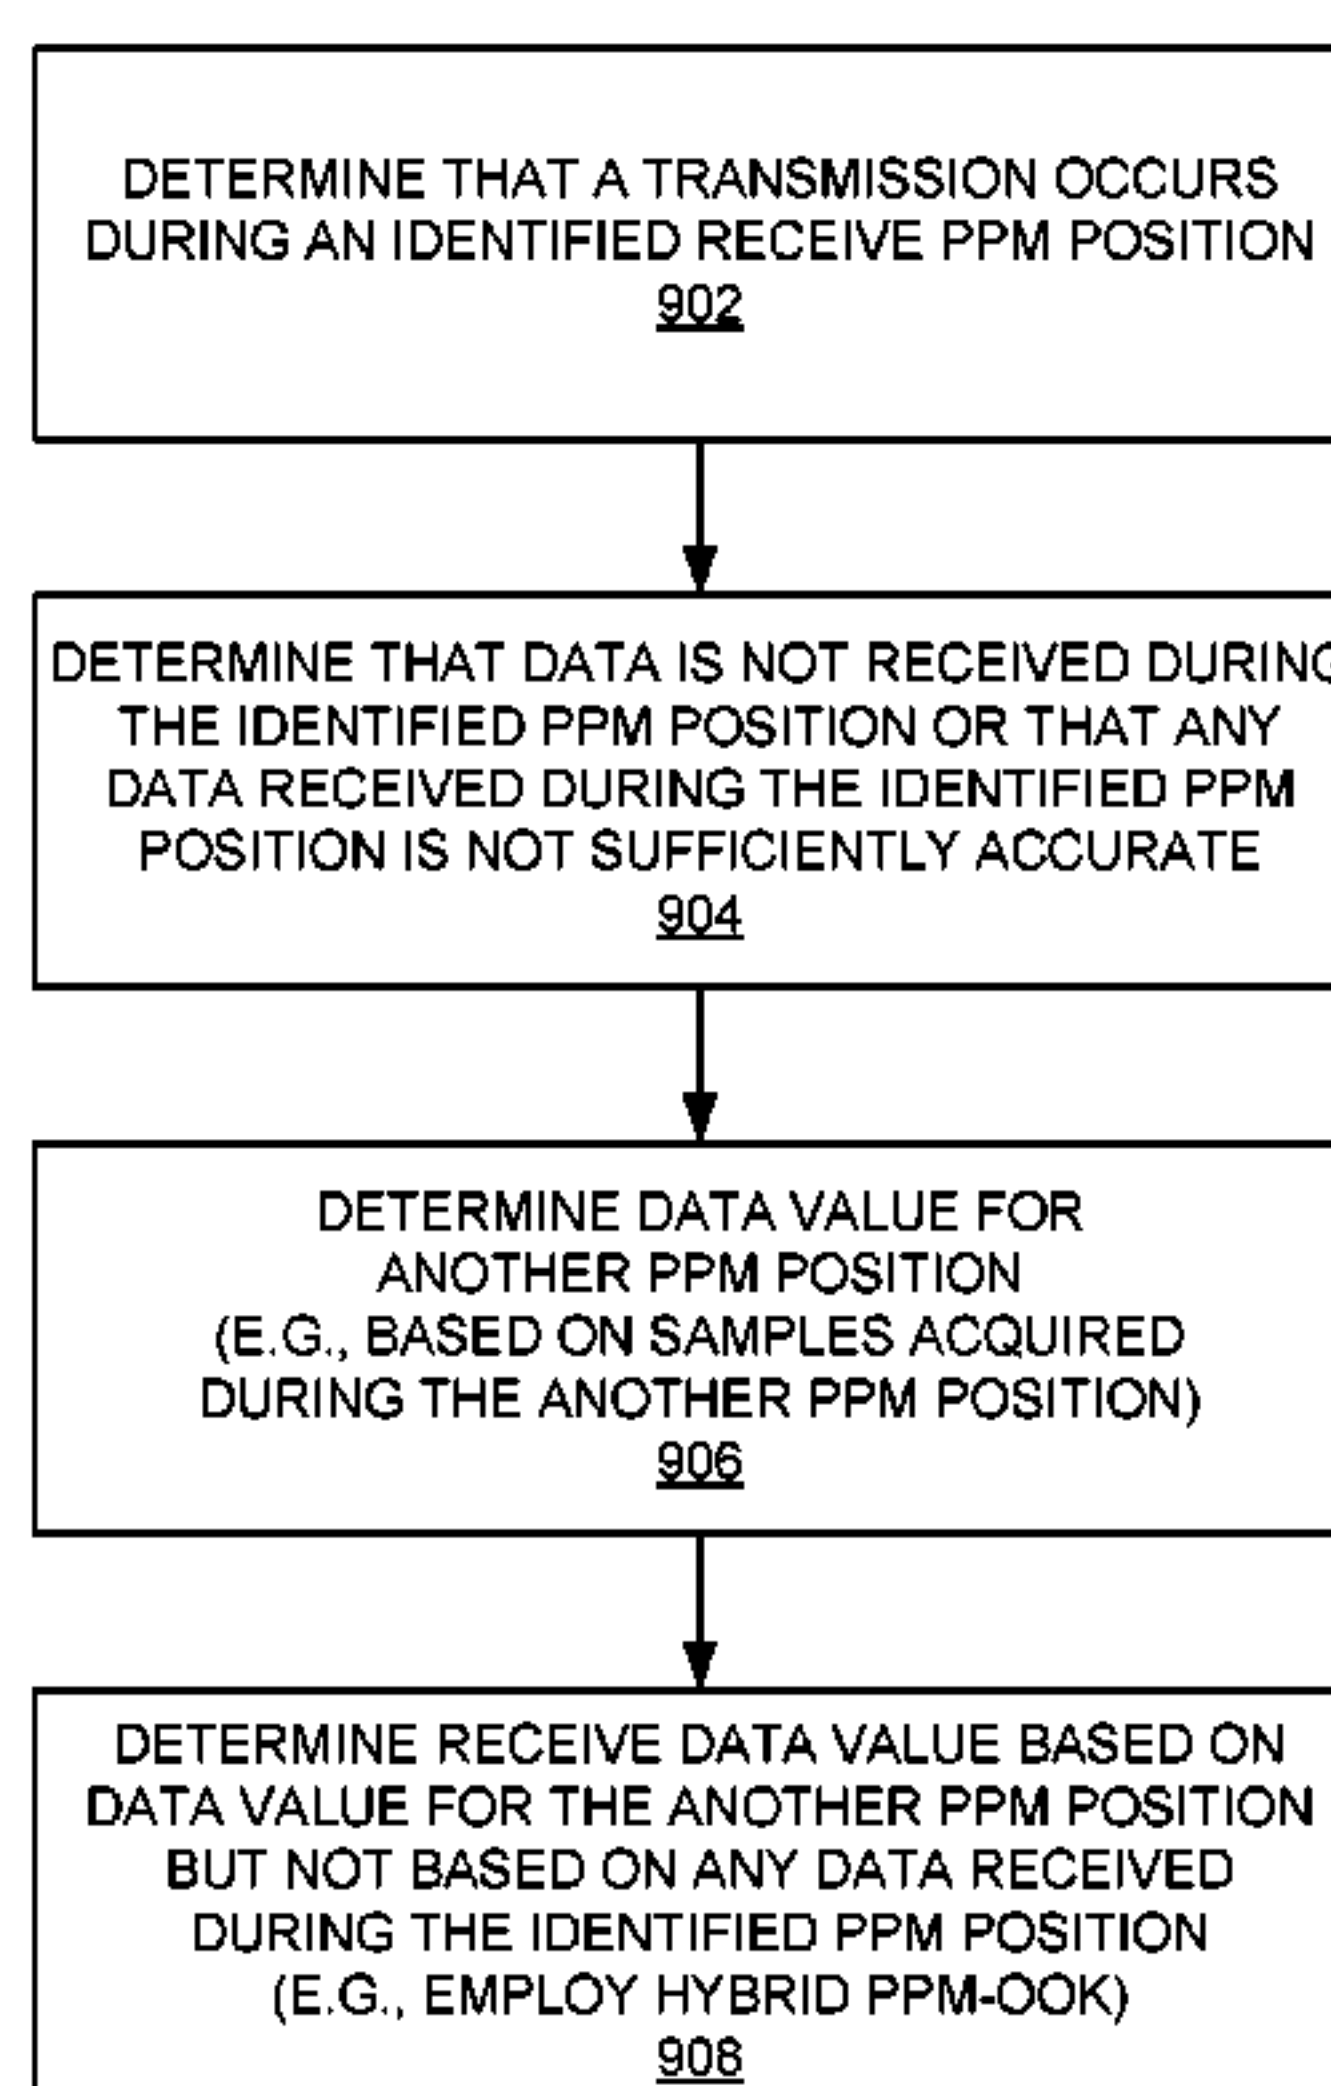 DETERMINE THAT A TRANSMISSION OCCURS
DURING AN IDENTIFIED RECEIVE PPM POSITION
902
DETERMINE THAT DATA IS NOT RECEIVED DURING
THE IDENTIFIED PPM POSITION OR THAT ANY
DATA RECEIVED DURING THE IDENTIFIED PPM
POSITION IS NOT SUFFICIENTLY ACCURATE
904
DETERMINE DATA VALUE FOR
ANOTHER PPM POSITION
(E.G., BASED ON SAMPLES ACQUIRED
DURING THE ANOTHER PPM POSITION)
906
DETERMINE RECEIVE DATA VALUE BASED ON
DATA VALUE FOR THE ANOTHER PPM POSITION
BUT NOT BASED ON ANY DATA RECEIVED
DURING THE IDENTIFIED PPM POSITION
(E.G., EMPLOY HYBRID PPM-OOK)
908